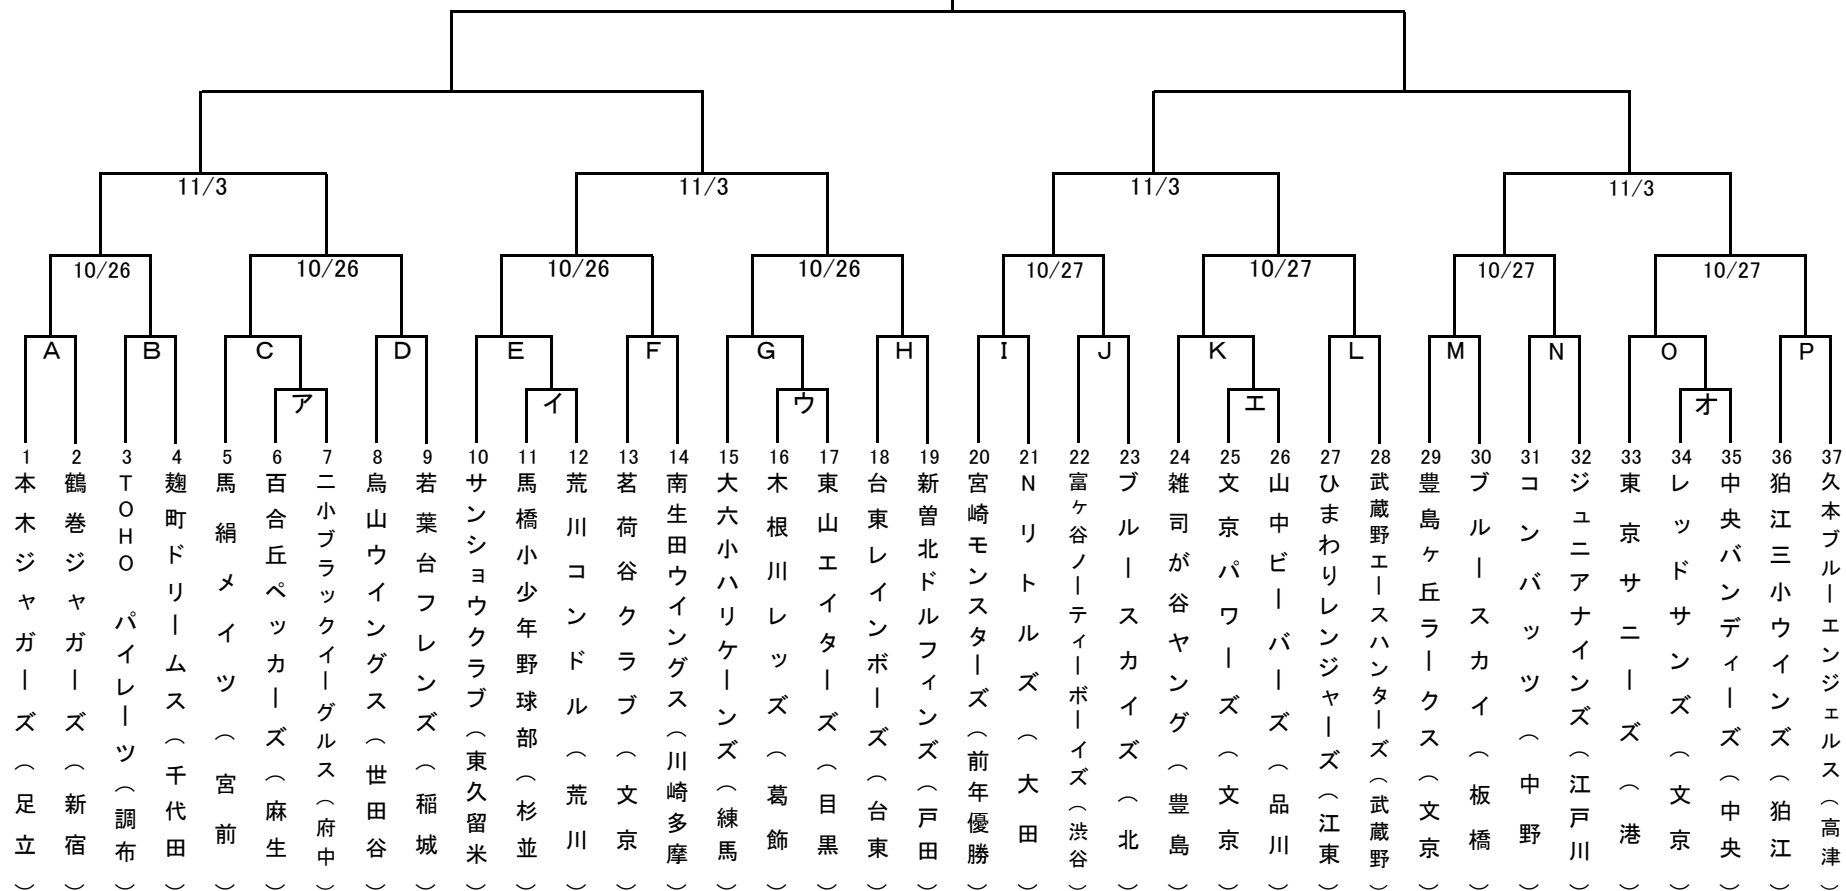 11/3
11/3
11/3
11/3
10/26
10/26
10/26
10/26
10/27
10/27
10/27
10/27
A
B
C
D
E
F
G
H
I
J
K
L
M
N
O
P
ア
イ
ウ
エ
オ
1 本木ジャガーズ（足立）
2 鶴巻ジャガーズ（新宿）
3 TOHO パイレーツ（調布）
4 麹町ドリームス（千代田）
5 馬絹メイツ（宮前）
6 百合丘ペッカーズ（麻生）
7 二小ブラックイーグルス（府中）
8 烏山ウイングス（世田谷）
9 若葉台フレンズ（稲城）
10 サンショウクラブ（東久留米）
11 馬橋小少年野球部（杉並）
12 荒川コンドル（荒川）
13 茗荷谷クラブ（文京）
14 南生田ウイングス（川崎多摩）
15 大六小ハリケーンズ（練馬）
16 木根川レッズ（葛飾）
17 東山エイターズ（目黒）
18 台東レインボーズ（台東）
19 新曽北ドルフィンズ（戸田）
20 宮崎モンスターズ（前年優勝）
21 Nリトルズ（大田）
22 富ヶ谷ノーティーボーイズ（渋谷）
23 ブルースカイズ（北）
24 雑司が谷ヤング（豊島）
25 文京パワーズ（文京）
26 山中ビーバーズ（品川）
27 ひまわりレンジャーズ（江東）
28 武蔵野エースハンターズ（武蔵野）
29 豊島ヶ丘ラークス（文京）
30 ブルースカイ（板橋）
31 コンバッツ（中野）
32 ジュニアナインズ（江戸川）
33 東京サニーズ（港）
34 レッドサンズ（文京）
35 中央バンディーズ（中央）
36 狛江三小ウインズ（狛江）
37 久本ブルーエンジェルス（高津）